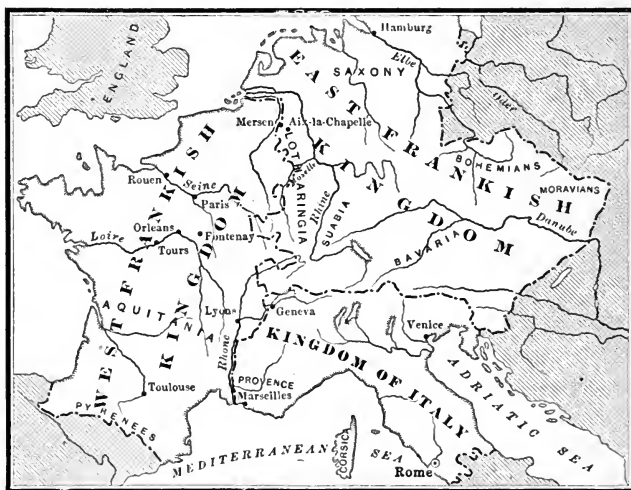 Hamburg
Elbe
ENGLAND
SAXONY
EAST FRANKISH KINGDOM
Oder
Mersen
Aix-la-Chapelle
LOTHARINGIA
Moselle
BOHEMIANS
MORAVIANS
Rouen
Seine
Paris
Rhine
SUABIA
Danube
Orleans
Fontenay
Loire
Tours
BAVARIA
WEST FRANKISH KINGDOM
AQUITANIA
Lyons
Geneva
Venice
Rhone
KINGDOM OF ITALY
ADRIATIC SEA
PROVENCE
Toulouse
Marseilles
PYRENEES
MEDITERRANEAN SEA
CORSICA
Rome